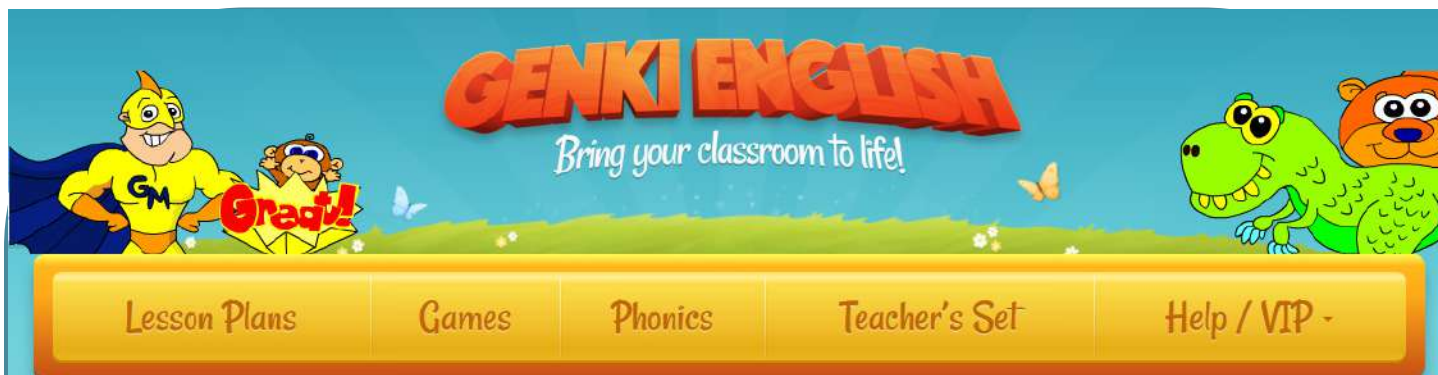 GENKI ENGLISH
Bring your classroom to life!
GM
Great!
Lesson Plans Games Phonics Teacher's Set Help / VIP -